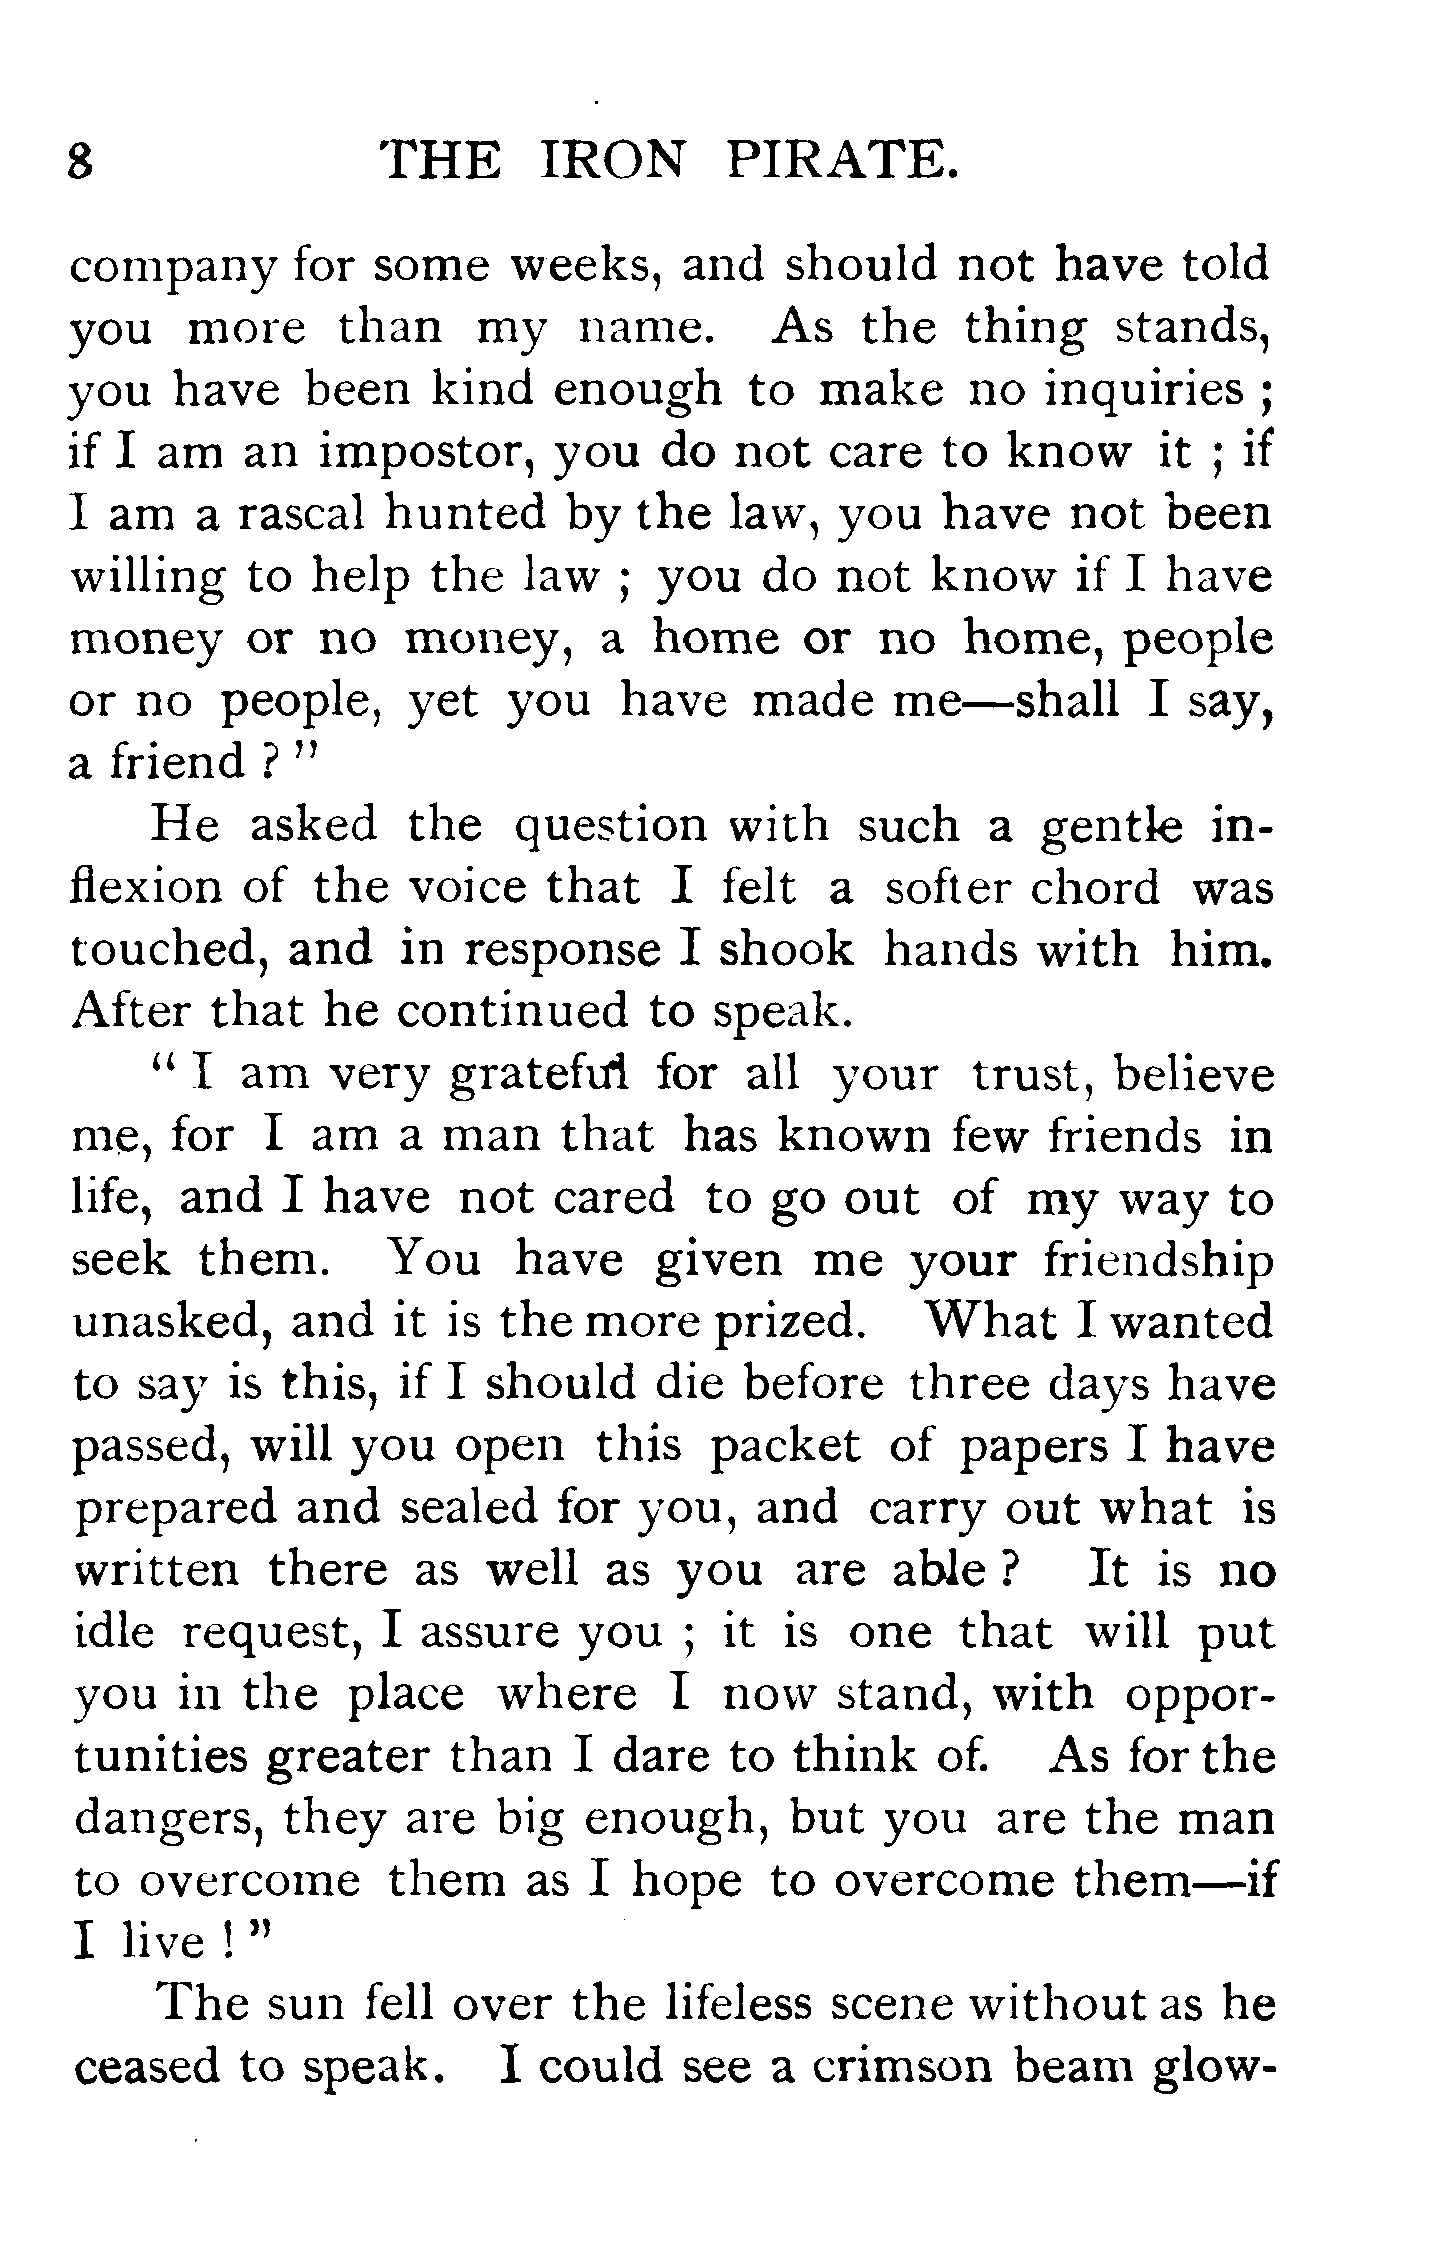 8 THE IRON PIRATE.
company for some weeks, and should not have told
you more than my name. As the thing stands,
you have been kind enough to make no inquiries ;
if I am an impostor, you do not care to know it ; if
I am a rascal hunted by the law, you have not been
willing to help the law ; you do not know if I have
money or no money, a home or no home, people
or no people, yet you have made me—shall I say,
a friend ? ”
He asked the question with such a gentle in-
flexion of the voice that I felt a softer chord was
touched, and in response I shook hands with him.
After that he continued to speak.
“ I am very grateful for all your trust, believe
me, for I am a man that has known few friends in
life, and I have not cared to go out of my way to
seek them. You have given me your friendship
unasked, and it is the more prized. What I wanted
to say is this, if I should die before three days have
passed, will you open this packet of papers I have
prepared and sealed for you, and carry out what is
written there as well as you are able ? It is no
idle request, I assure you ; it is one that will put
you in the place where I now stand, with oppor-
tunities greater than I dare to think of. As for the
dangers, they are big enough, but you are the man
to overcome them as I hope to overcome them—if
I live ! ”
The sun fell over the lifeless scene without as he
ceased to speak. I could see a crimson beam glow-